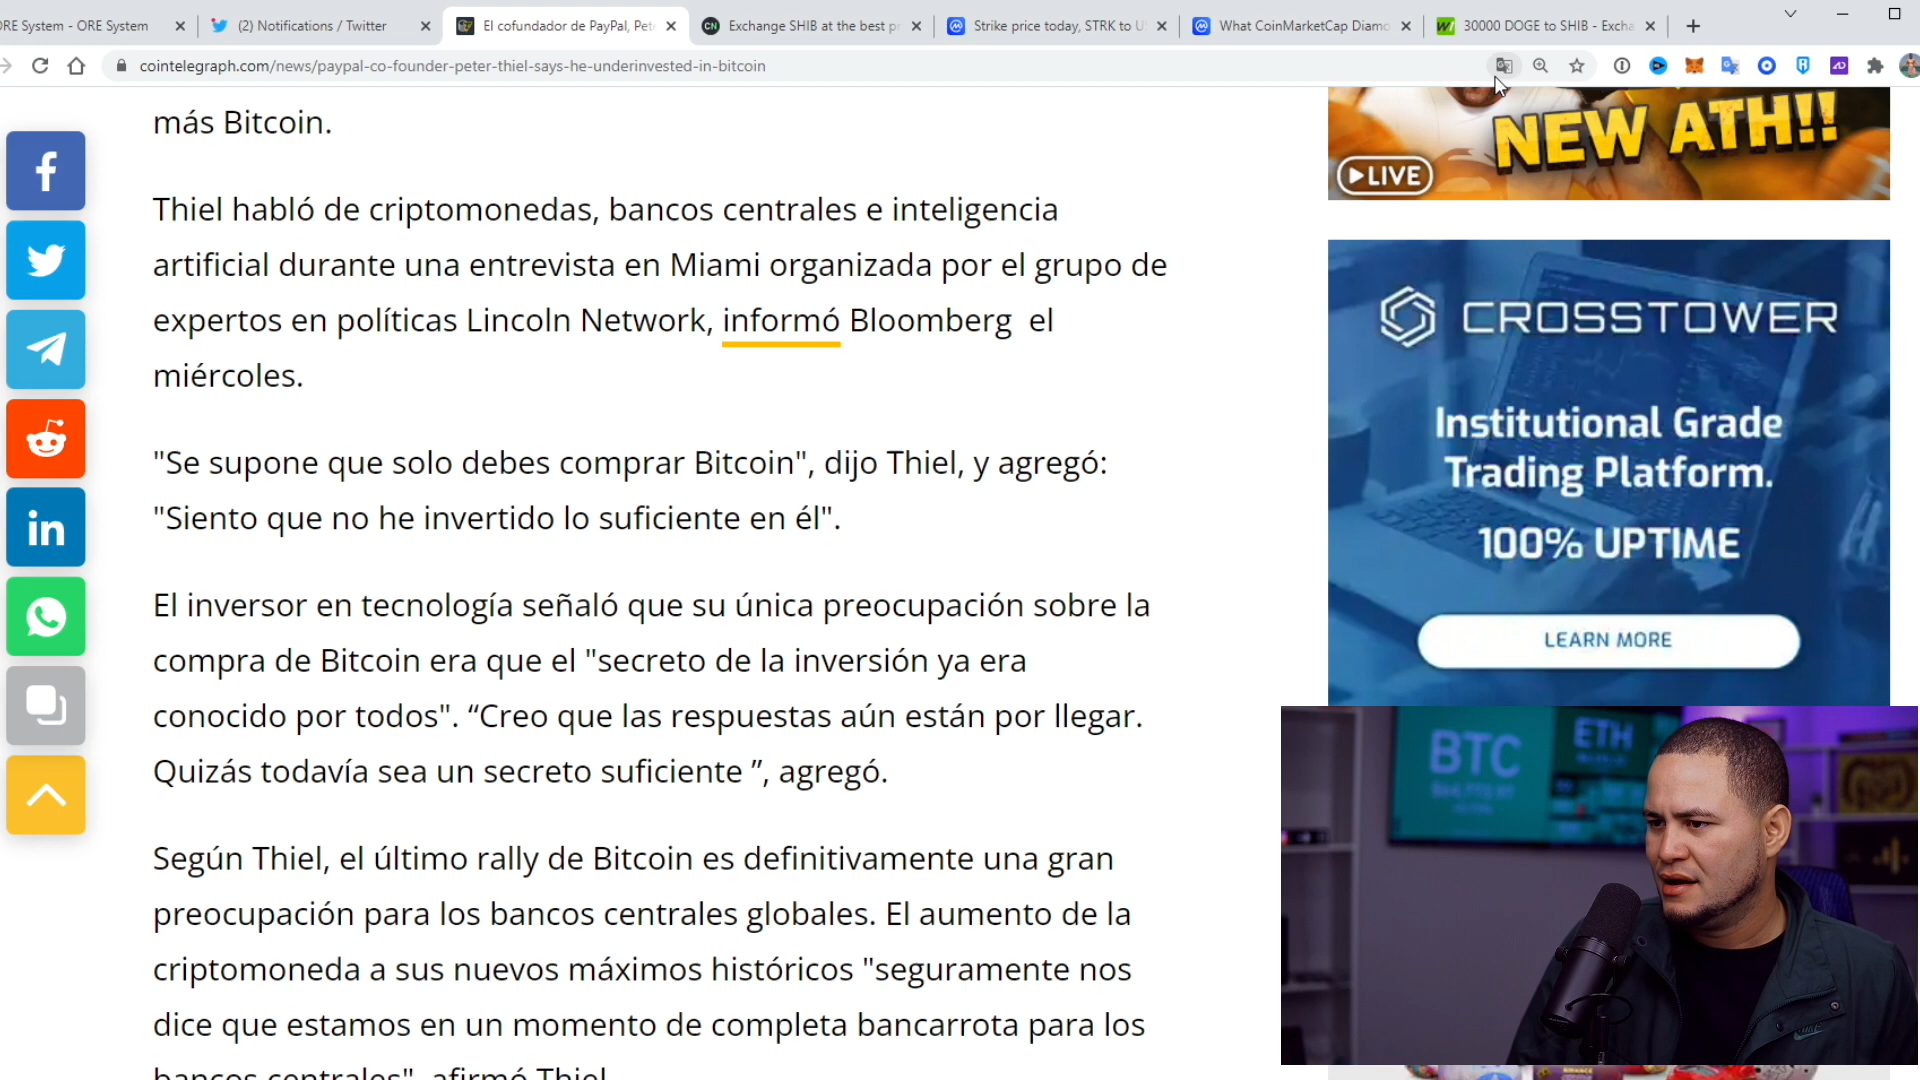 ORE System - ORE System
(2) Notifications / Twitter
El cofundador de PayPal, Pete
Exchange SHIB at the best pr
Strike price today, STRK to U
What CoinMarketCap Diamo
30000 DOGE to SHIB - Excha
cointelegraph.com/news/paypal-co-founder-peter-thiel-says-he-underinvested-in-bitcoin
más Bitcoin.
Thiel habló de criptomonedas, bancos centrales e inteligencia
artificial durante una entrevista en Miami organizada por el grupo de
expertos en políticas Lincoln Network, informó Bloomberg el
miércoles.
"Se supone que solo debes comprar Bitcoin", dijo Thiel, y agregó:
"Siento que no he invertido lo suficiente en él".
El inversor en tecnología señaló que su única preocupación sobre la
compra de Bitcoin era que el "secreto de la inversión ya era
conocido por todos". “Creo que las respuestas aún están por llegar.
Quizás todavía sea un secreto suficiente ”, agregó.
Según Thiel, el último rally de Bitcoin es definitivamente una gran
preocupación para los bancos centrales globales. El aumento de la
criptomoneda a sus nuevos máximos históricos "seguramente nos
dice que estamos en un momento de completa bancarrota para los
bancos centrales", afirmó Thiel.
NEW ATH!!
LIVE
CROSSTOWER
Institutional Grade
Trading Platform.
100% UPTIME
LEARN MORE
BTC
ETH